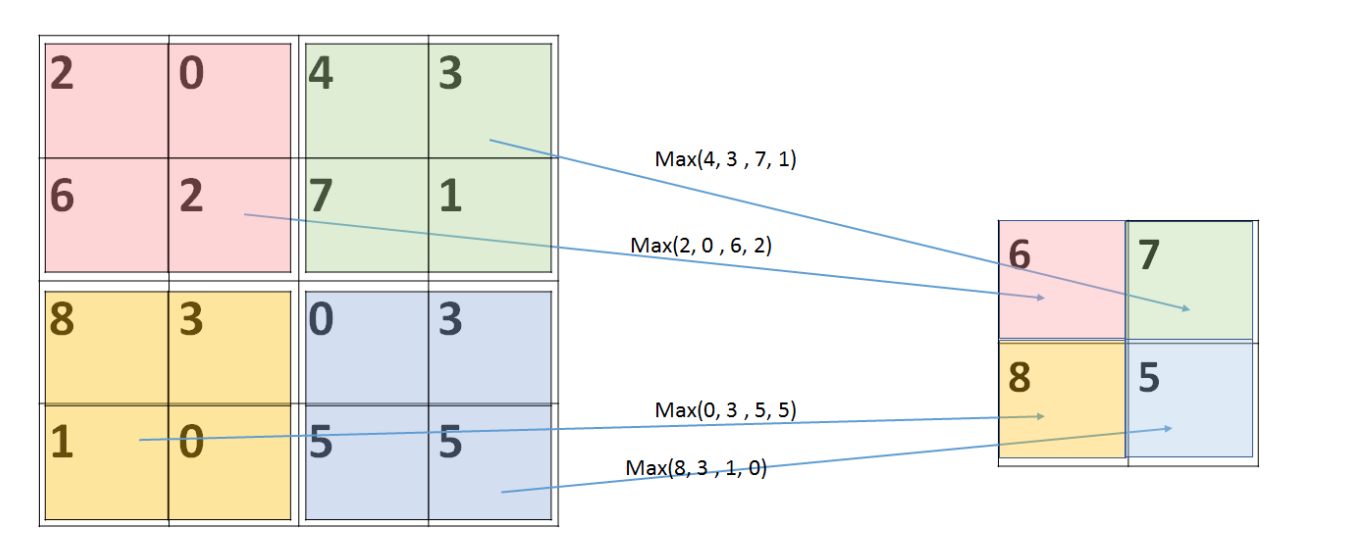 2 0 4 3
6 2 7 1
8 3 0 3
1 0 5 5
Max(4, 3 , 7, 1)
Max(2, 0 , 6, 2)
Max(0, 3 , 5, 5)
Max(8, 3 , 1, 0)
6 7
8 5